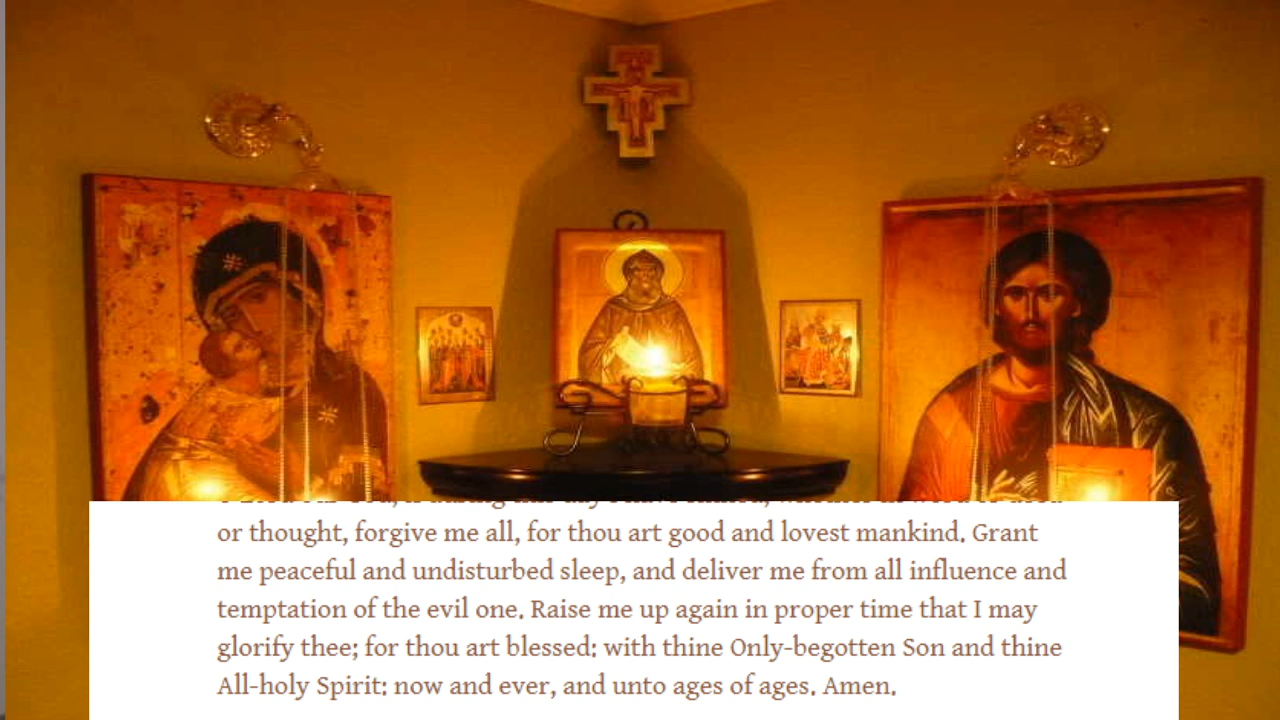 or thought, forgive me all, for thou art good and lovest mankind. Grant
me peaceful and undisturbed sleep, and deliver me from all influence and
temptation of the evil one. Raise me up again in proper time that I may
glorify thee; for thou art blessed: with thine Only-begotten Son and thine
All-holy Spirit: now and ever, and unto ages of ages. Amen.